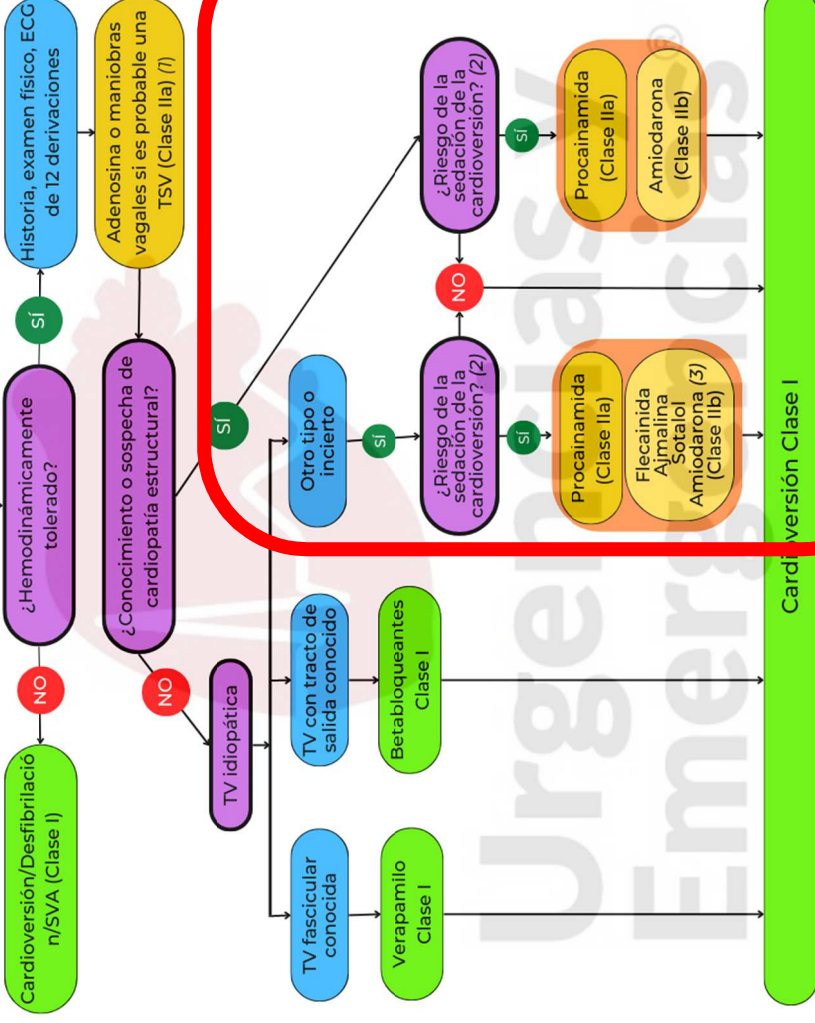 ¿Hemodinámicamente
tolerado?
NO
Cardioversión/Desfibrilació
n/SVA (Clase I)
SÍ
Historia, examen físico, ECG
de 12 derivaciones
Adenosina o maniobras
vagales si es probable una
TSV (Clase IIa) (1)
¿Conocimiento o sospecha de
cardiopatía estructural?
NO
SÍ
TV idiopática
TV fascicular
conocida
TV con tracto de
salida conocido
Otro tipo o
incierto
Verapamilo
Clase I
Betabloqueantes
Clase I
SÍ
¿Riesgo de la
sedación de la
cardioversión? (2)
NO
¿Riesgo de la
sedación de la
cardioversión? (2)
SÍ
SÍ
Procainamida
(Clase IIa)
Flecainida
Ajmalina
Sotalol
Amiodarona (3)
(Clase IIb)
Procainamida
(Clase IIa)
Amiodarona
(Clase IIb)
Cardioversión Clase I
Urgencias y
Emergencias®